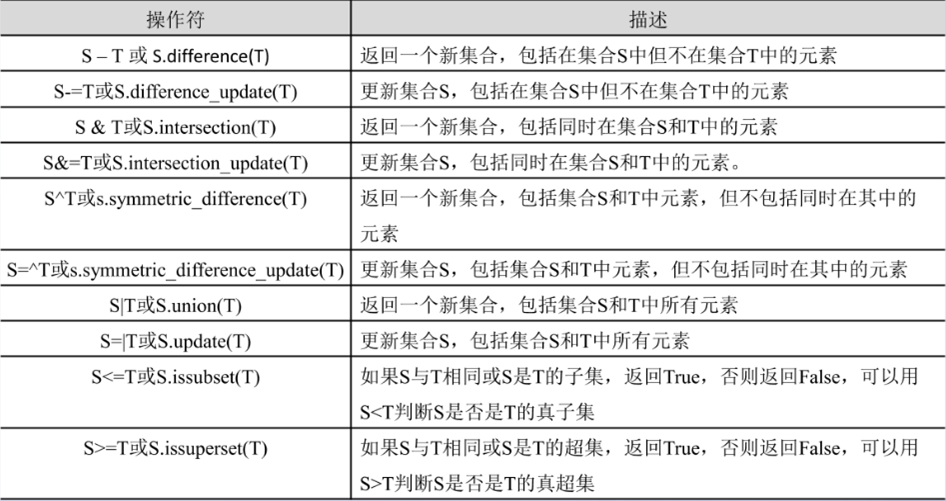 操作符 描述
S – T 或 S.difference(T) 返回一个新集合，包括在集合S中但不在集合T中的元素
S-=T或S.difference_update(T) 更新集合S，包括在集合S中但不在集合T中的元素
S & T或S.intersection(T) 返回一个新集合，包括同时在集合S和T中的元素
S&=T或S.intersection_update(T) 更新集合S，包括同时在集合S和T中的元素。
S^T或s.symmetric_difference(T) 返回一个新集合，包括集合S和T中元素，但不包括同时在其中的
元素
S=^T或s.symmetric_difference_update(T) 更新集合S，包括集合S和T中元素，但不包括同时在其中的元素
S|T或S.union(T) 返回一个新集合，包括集合S和T中所有元素
S=|T或S.update(T) 更新集合S，包括集合S和T中所有元素
S<=T或S.issubset(T) 如果S与T相同或S是T的子集，返回True，否则返回False，可以用
S<T判断S是否是T的真子集
S>=T或S.issuperset(T) 如果S与T相同或S是T的超集，返回True，否则返回False，可以用
S>T判断S是否是T的真超集